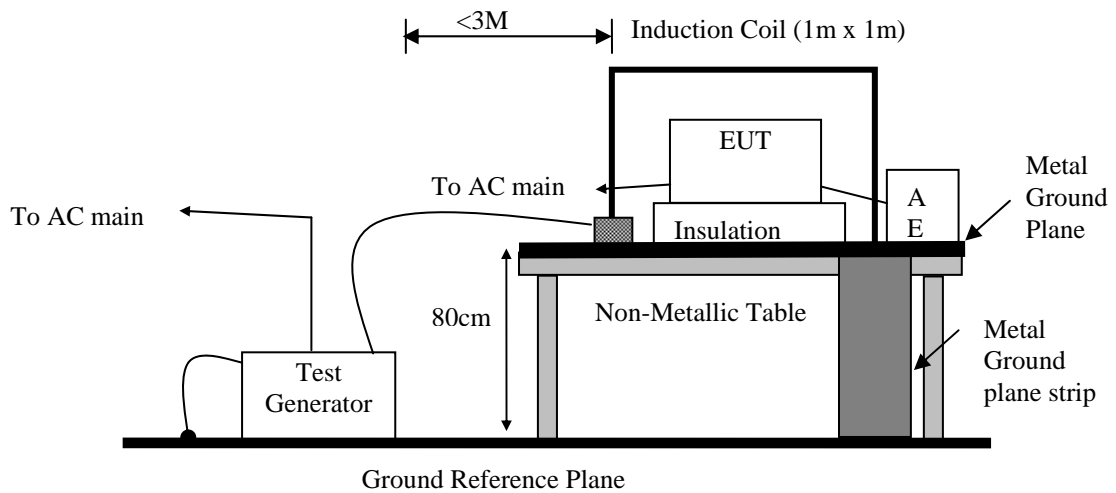 <3M
Induction Coil (1m x 1m)
EUT
Metal
Ground
Plane
To AC main
To AC main
A
E
Insulation
80cm
Non-Metallic Table
Metal
Ground
plane strip
Test
Generator
Ground Reference Plane